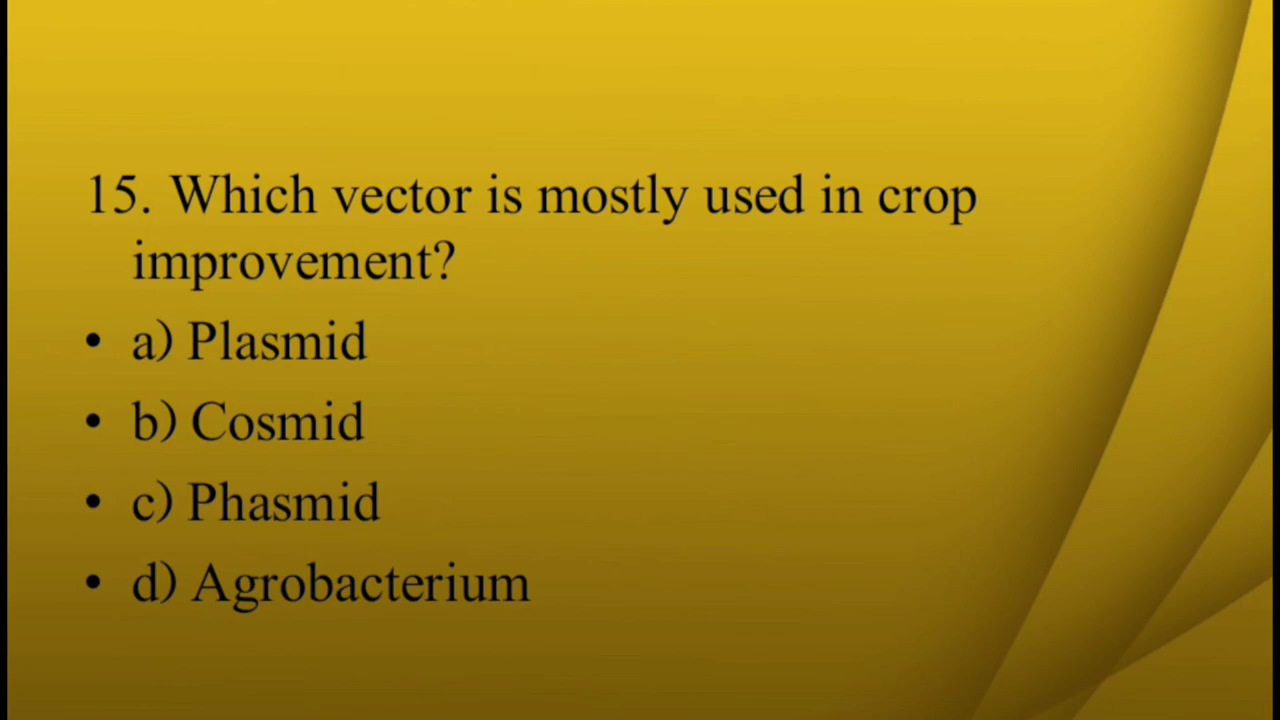 15. Which vector is mostly used in crop
improvement?
• a) Plasmid
• b) Cosmid
• c) Phasmid
• d) Agrobacterium